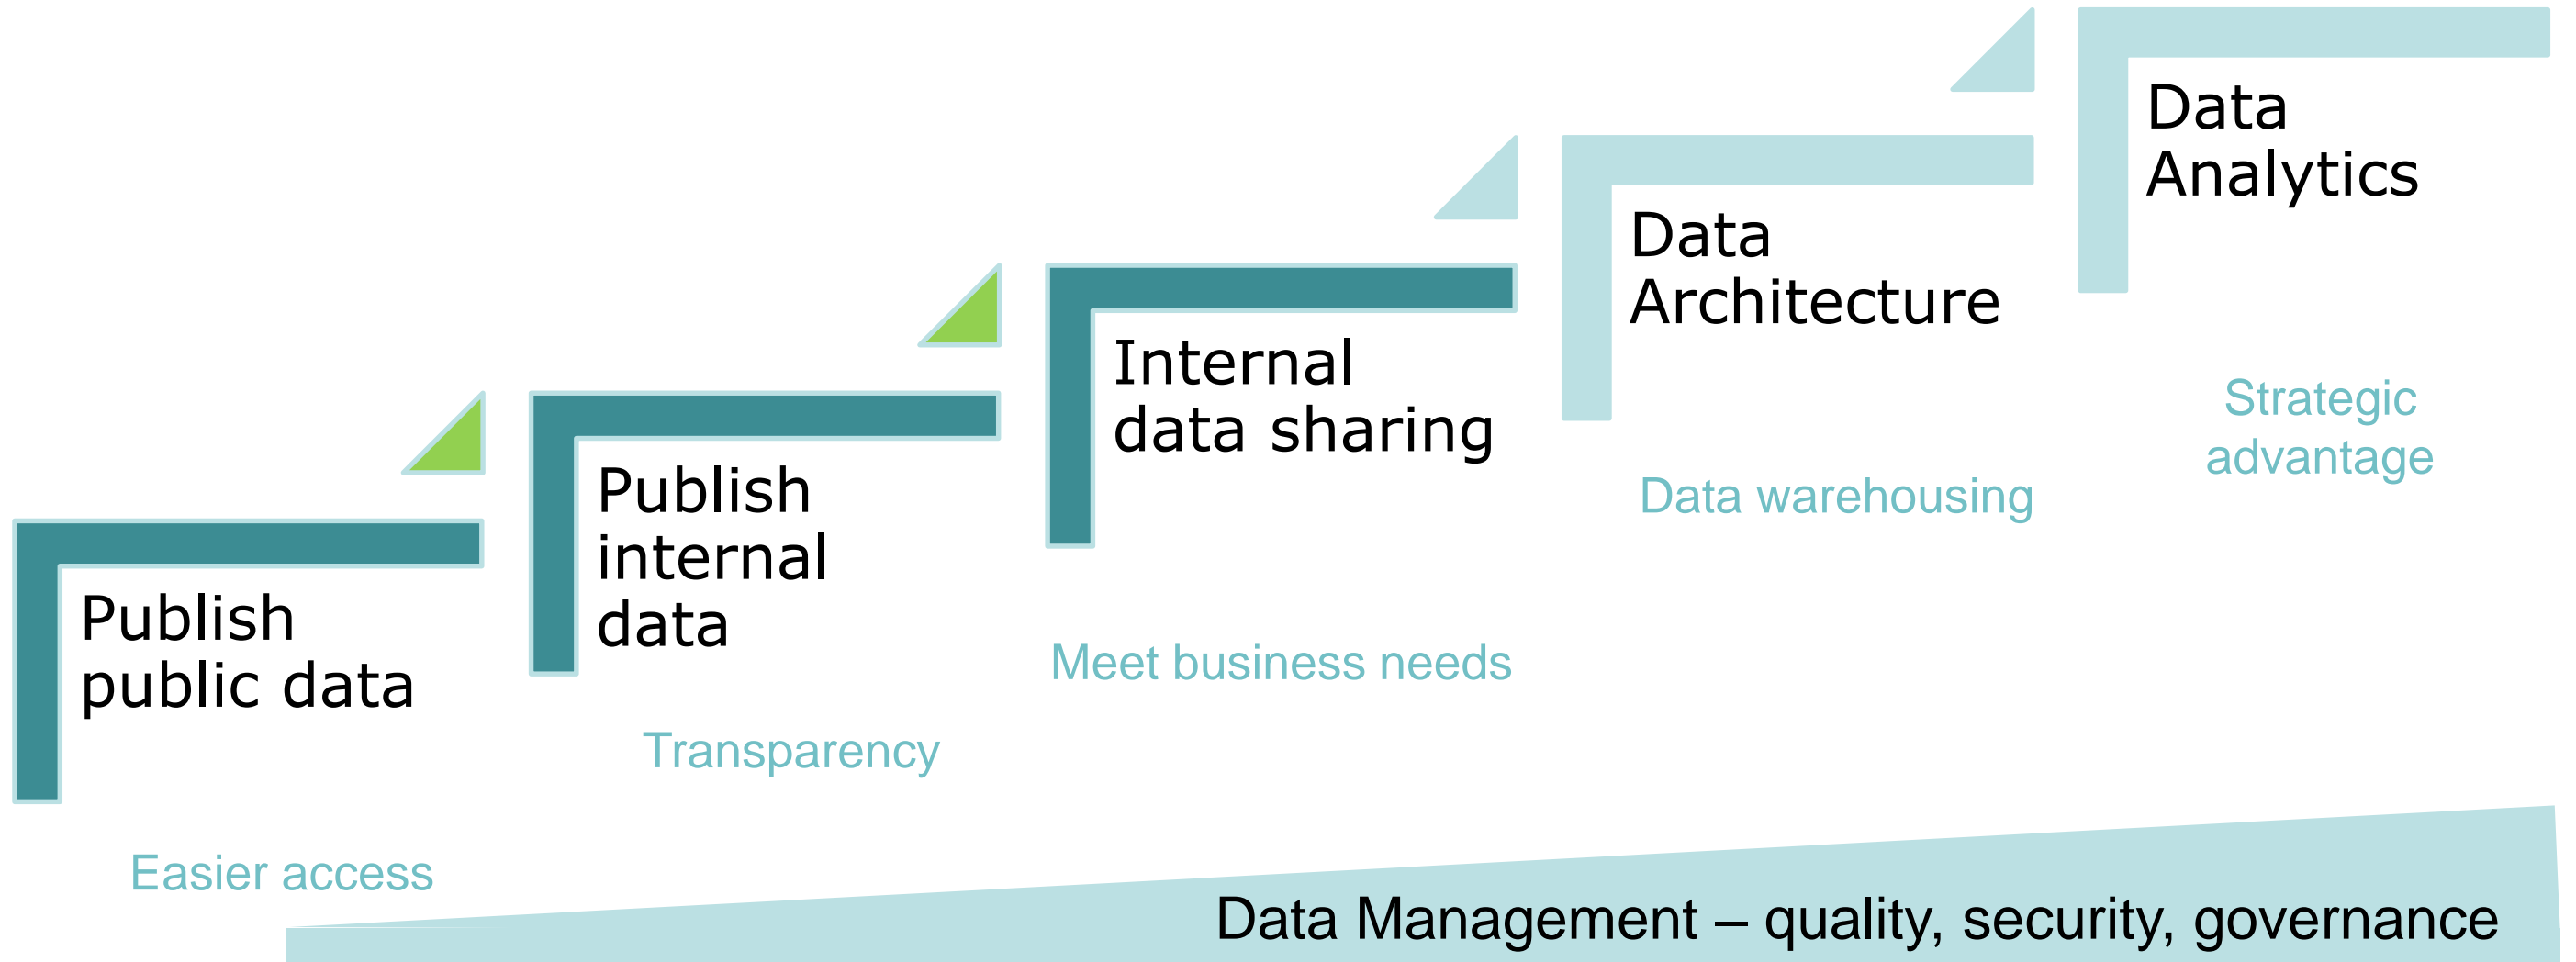 Publish
public data
Easier access
Publish
internal
data
Transparency
Internal
data sharing
Meet business needs
Data
Architecture
Data warehousing
Data
Analytics
Strategic
advantage
Data Management – quality, security, governance